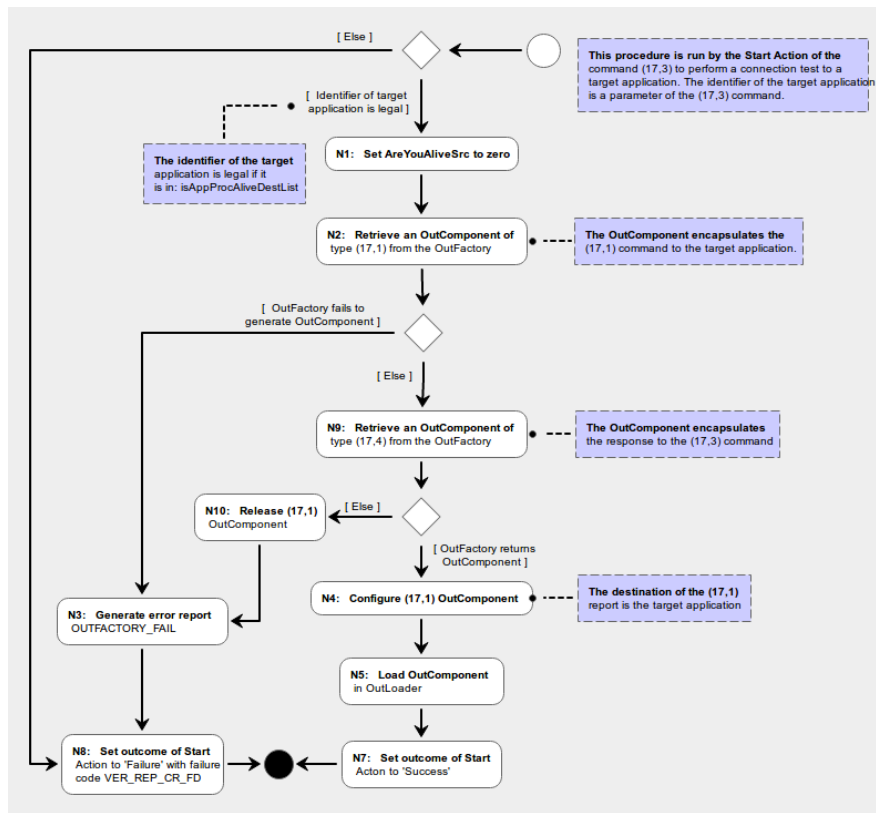 [ Else ]
This procedure is run by the Start Action of the
command (17,3) to perform a connection test to a
target application. The identifier of the target application
is a parameter of the (17,3) command.
[ Identifier of target
application is legal ]
The identifier of the target
application is legal if it
is in: isAppProcAliveDestList
N1: Set AreYouAliveSrc to zero
N2: Retrieve an OutComponent of
type (17,1) from the OutFactory
The OutComponent encapsulates the
(17,1) command to the target application.
[ OutFactory fails to
generate OutComponent ]
[ Else ]
N9: Retrieve an OutComponent of
type (17,4) from the OutFactory
The OutComponent encapsulates
the response to the (17,3) command
N10: Release (17,1)
OutComponent
[ Else ]
[ OutFactory returns
OutComponent ]
N4: Configure (17,1) OutComponent
The destination of the (17,1)
report is the target application
N3: Generate error report
OUTFACTORY_FAIL
N5: Load OutComponent
in OutLoader
N8: Set outcome of Start
Action to 'Failure' with failure
code VER_REP_CR_FD
N7: Set outcome of Start
Acton to 'Success'